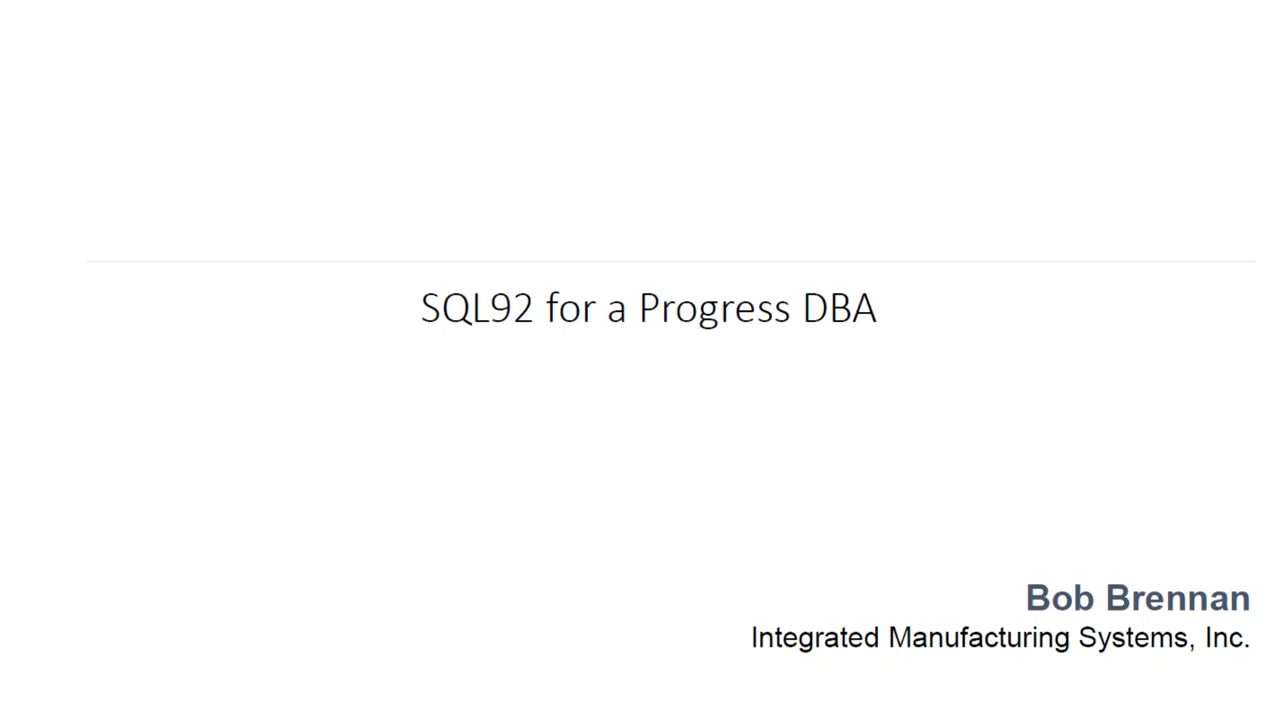 SQL92 for a Progress DBA
Bob Brennan
Integrated Manufacturing Systems, Inc.